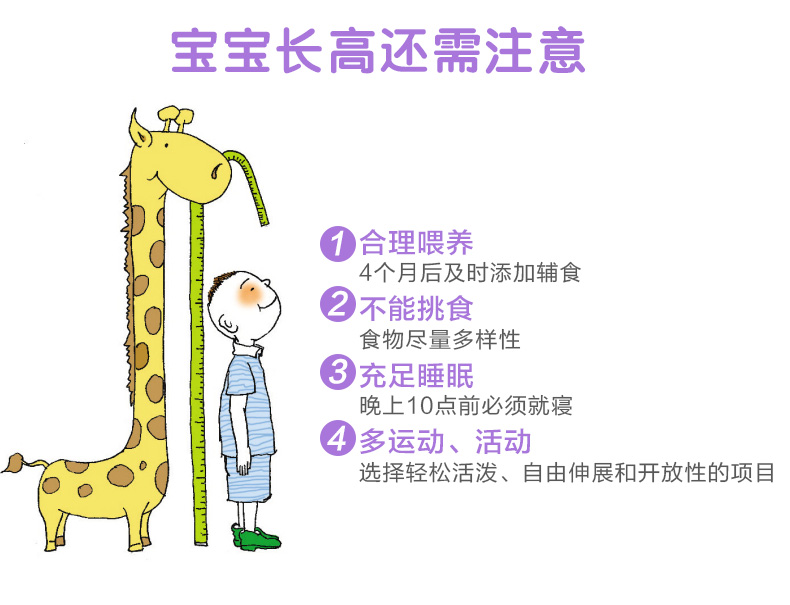 宝宝长高还需注意
1 合理喂养
4个月后及时添加辅食
2 不能挑食
食物尽量多样性
3 充足睡眠
晚上10点前必须就寝
4 多运动、活动
选择轻松活泼、自由伸展和开放性的项目